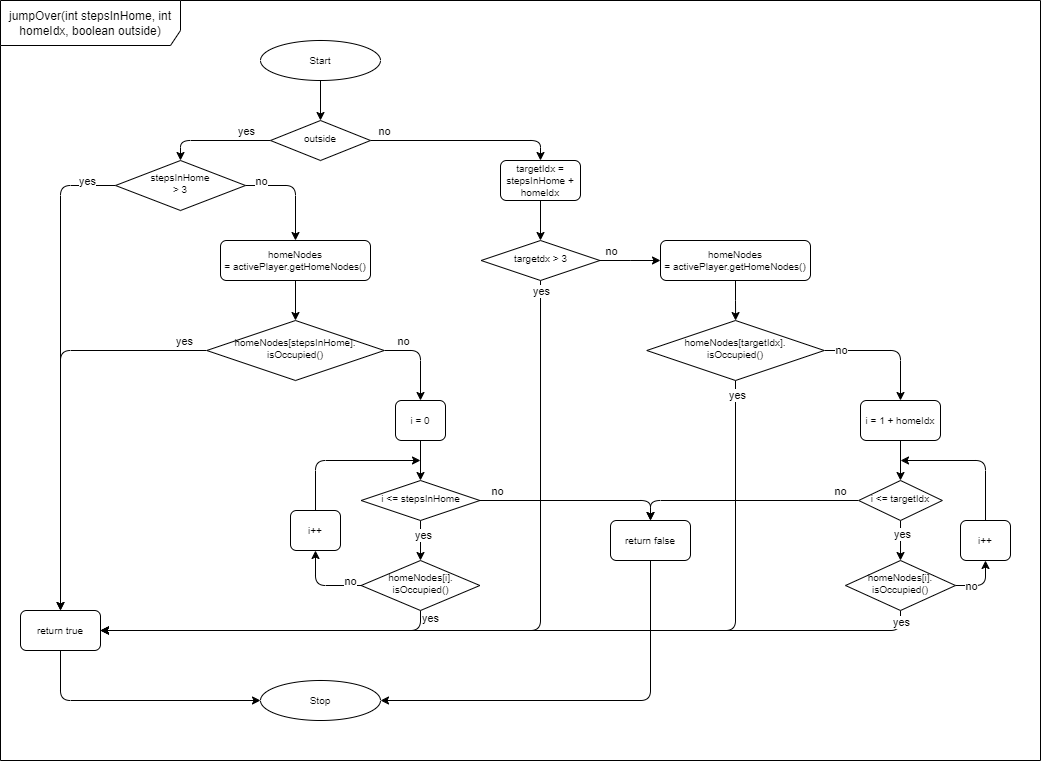 jumpOver(int stepsInHome, int
homeIdx, boolean outside)
Start
outside
yes
no
stepsInHome
> 3
yes
no
targetIdx =
stepsInHome +
homeIdx
homeNodes
= activePlayer.getHomeNodes()
targetdx > 3
no
yes
homeNodes
= activePlayer.getHomeNodes()
homeNodes[stepsInHome].
isOccupied()
yes
no
homeNodes[targetIdx].
isOccupied()
no
yes
i = 0
i = 1 + homeIdx
i <= stepsInHome
no
yes
i++
return false
no
i <= targetIdx
yes
i++
homeNodes[i].
isOccupied()
no
yes
homeNodes[i].
isOccupied()
no
yes
return true
Stop